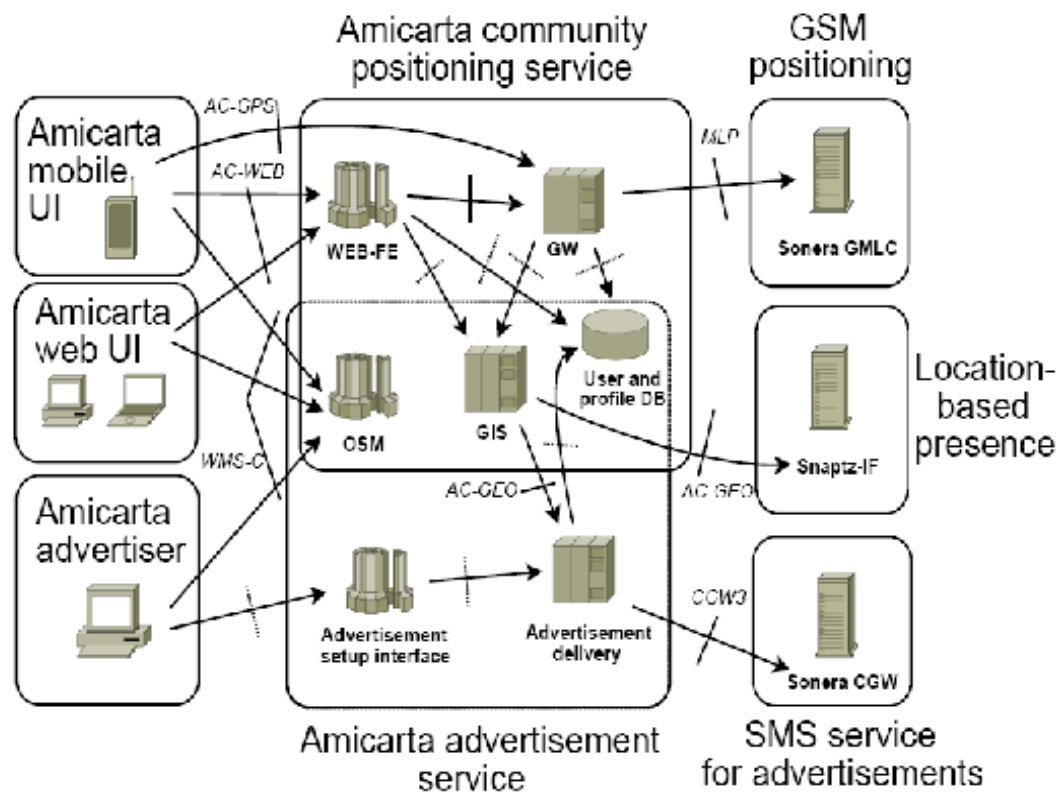 Amicarta community
positioning service
GSM
positioning
Amicarta
mobile
UI
AC-GPS
AC-WEB
MLP
WEB-FE
GW
Sonera GMLC
Amicarta
web UI
OSM
GIS
User and
profile DB
Snaptz-IF
Location-
based
presence
WMS-C
AC-GEO
AC-GEO
Amicarta
advertiser
Advertisement
setup interface
Advertisement
delivery
CGW3
Sonera CGW
Amicarta advertisement
service
SMS service
for advertisements